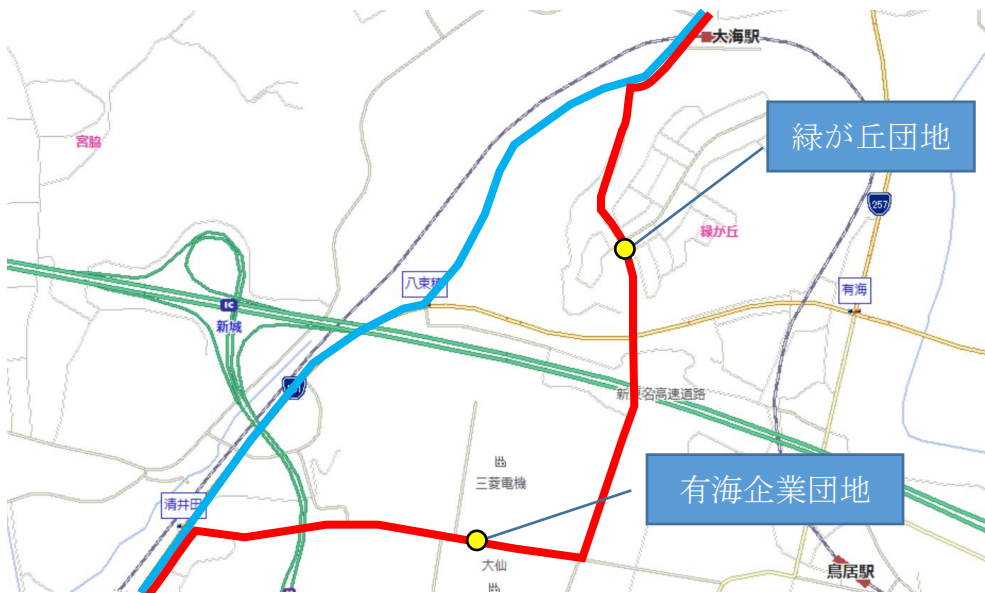 大海駅
緑が丘団地
宮脇
257
緑が丘
八束穂
有海
IC
新城
新東名高速道路
三菱電機
有海企業団地
清井田
大仙
鳥居駅